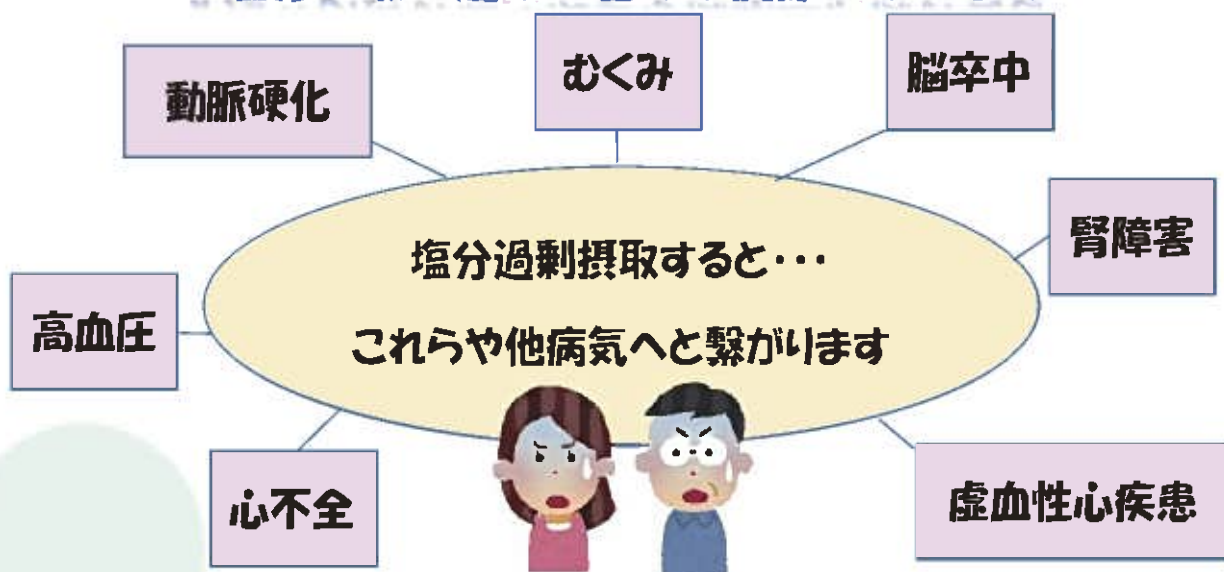 むくみ
脳卒中
動脈硬化
腎障害
塩分過剰摂取すると・・・
高血圧
これらや他病気へと繋がります
心不全
虚血性心疾患